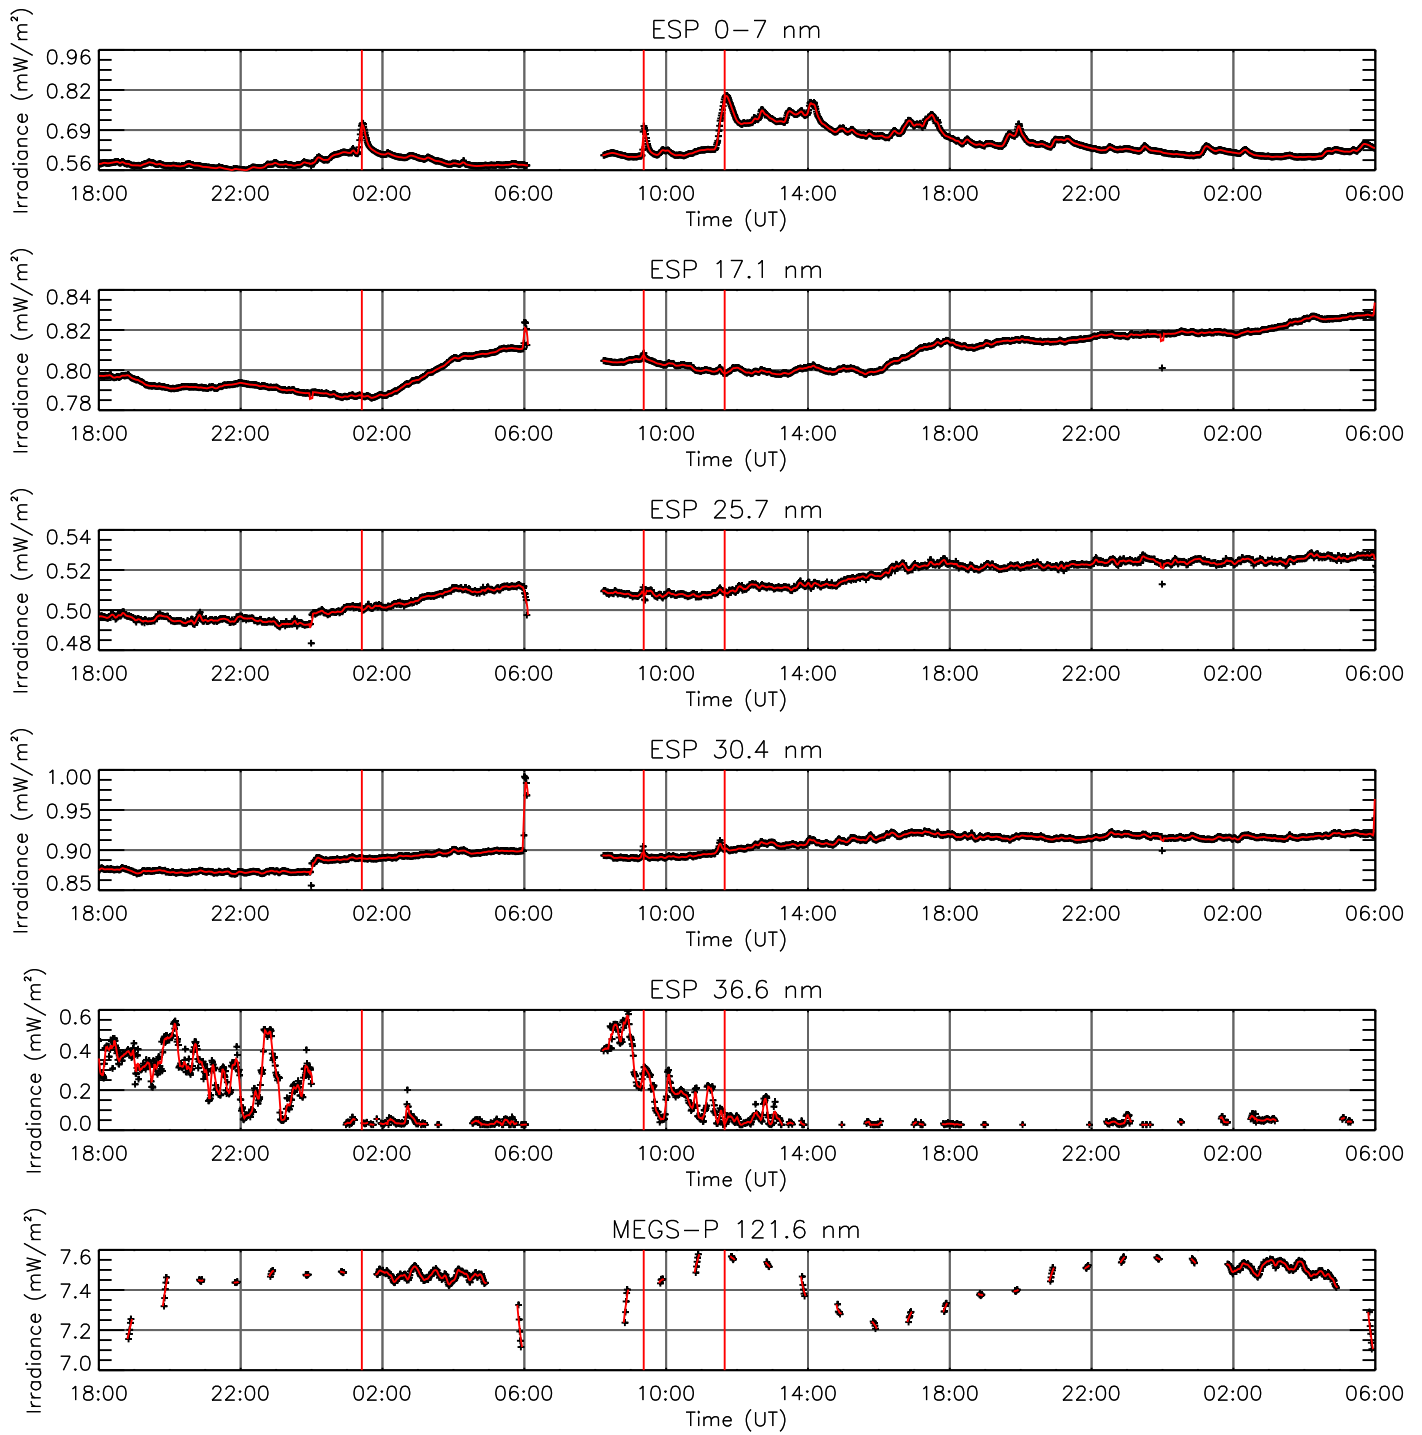 ESP 0-7 nm
Irradiance (mW/m²)
0.96
0.82
0.69
0.56
18:00 22:00 02:00 06:00 10:00 14:00 18:00 22:00 02:00 06:00
Time (UT)
ESP 17.1 nm
Irradiance (mW/m²)
0.84
0.82
0.80
0.78
18:00 22:00 02:00 06:00 10:00 14:00 18:00 22:00 02:00 06:00
Time (UT)
ESP 25.7 nm
Irradiance (mW/m²)
0.54
0.52
0.50
0.48
18:00 22:00 02:00 06:00 10:00 14:00 18:00 22:00 02:00 06:00
Time (UT)
ESP 30.4 nm
Irradiance (mW/m²)
1.00
0.95
0.90
0.85
18:00 22:00 02:00 06:00 10:00 14:00 18:00 22:00 02:00 06:00
Time (UT)
ESP 36.6 nm
Irradiance (mW/m²)
0.6
0.4
0.2
0.0
18:00 22:00 02:00 06:00 10:00 14:00 18:00 22:00 02:00 06:00
Time (UT)
MEGS-P 121.6 nm
Irradiance (mW/m²)
7.6
7.4
7.2
7.0
18:00 22:00 02:00 06:00 10:00 14:00 18:00 22:00 02:00 06:00
Time (UT)